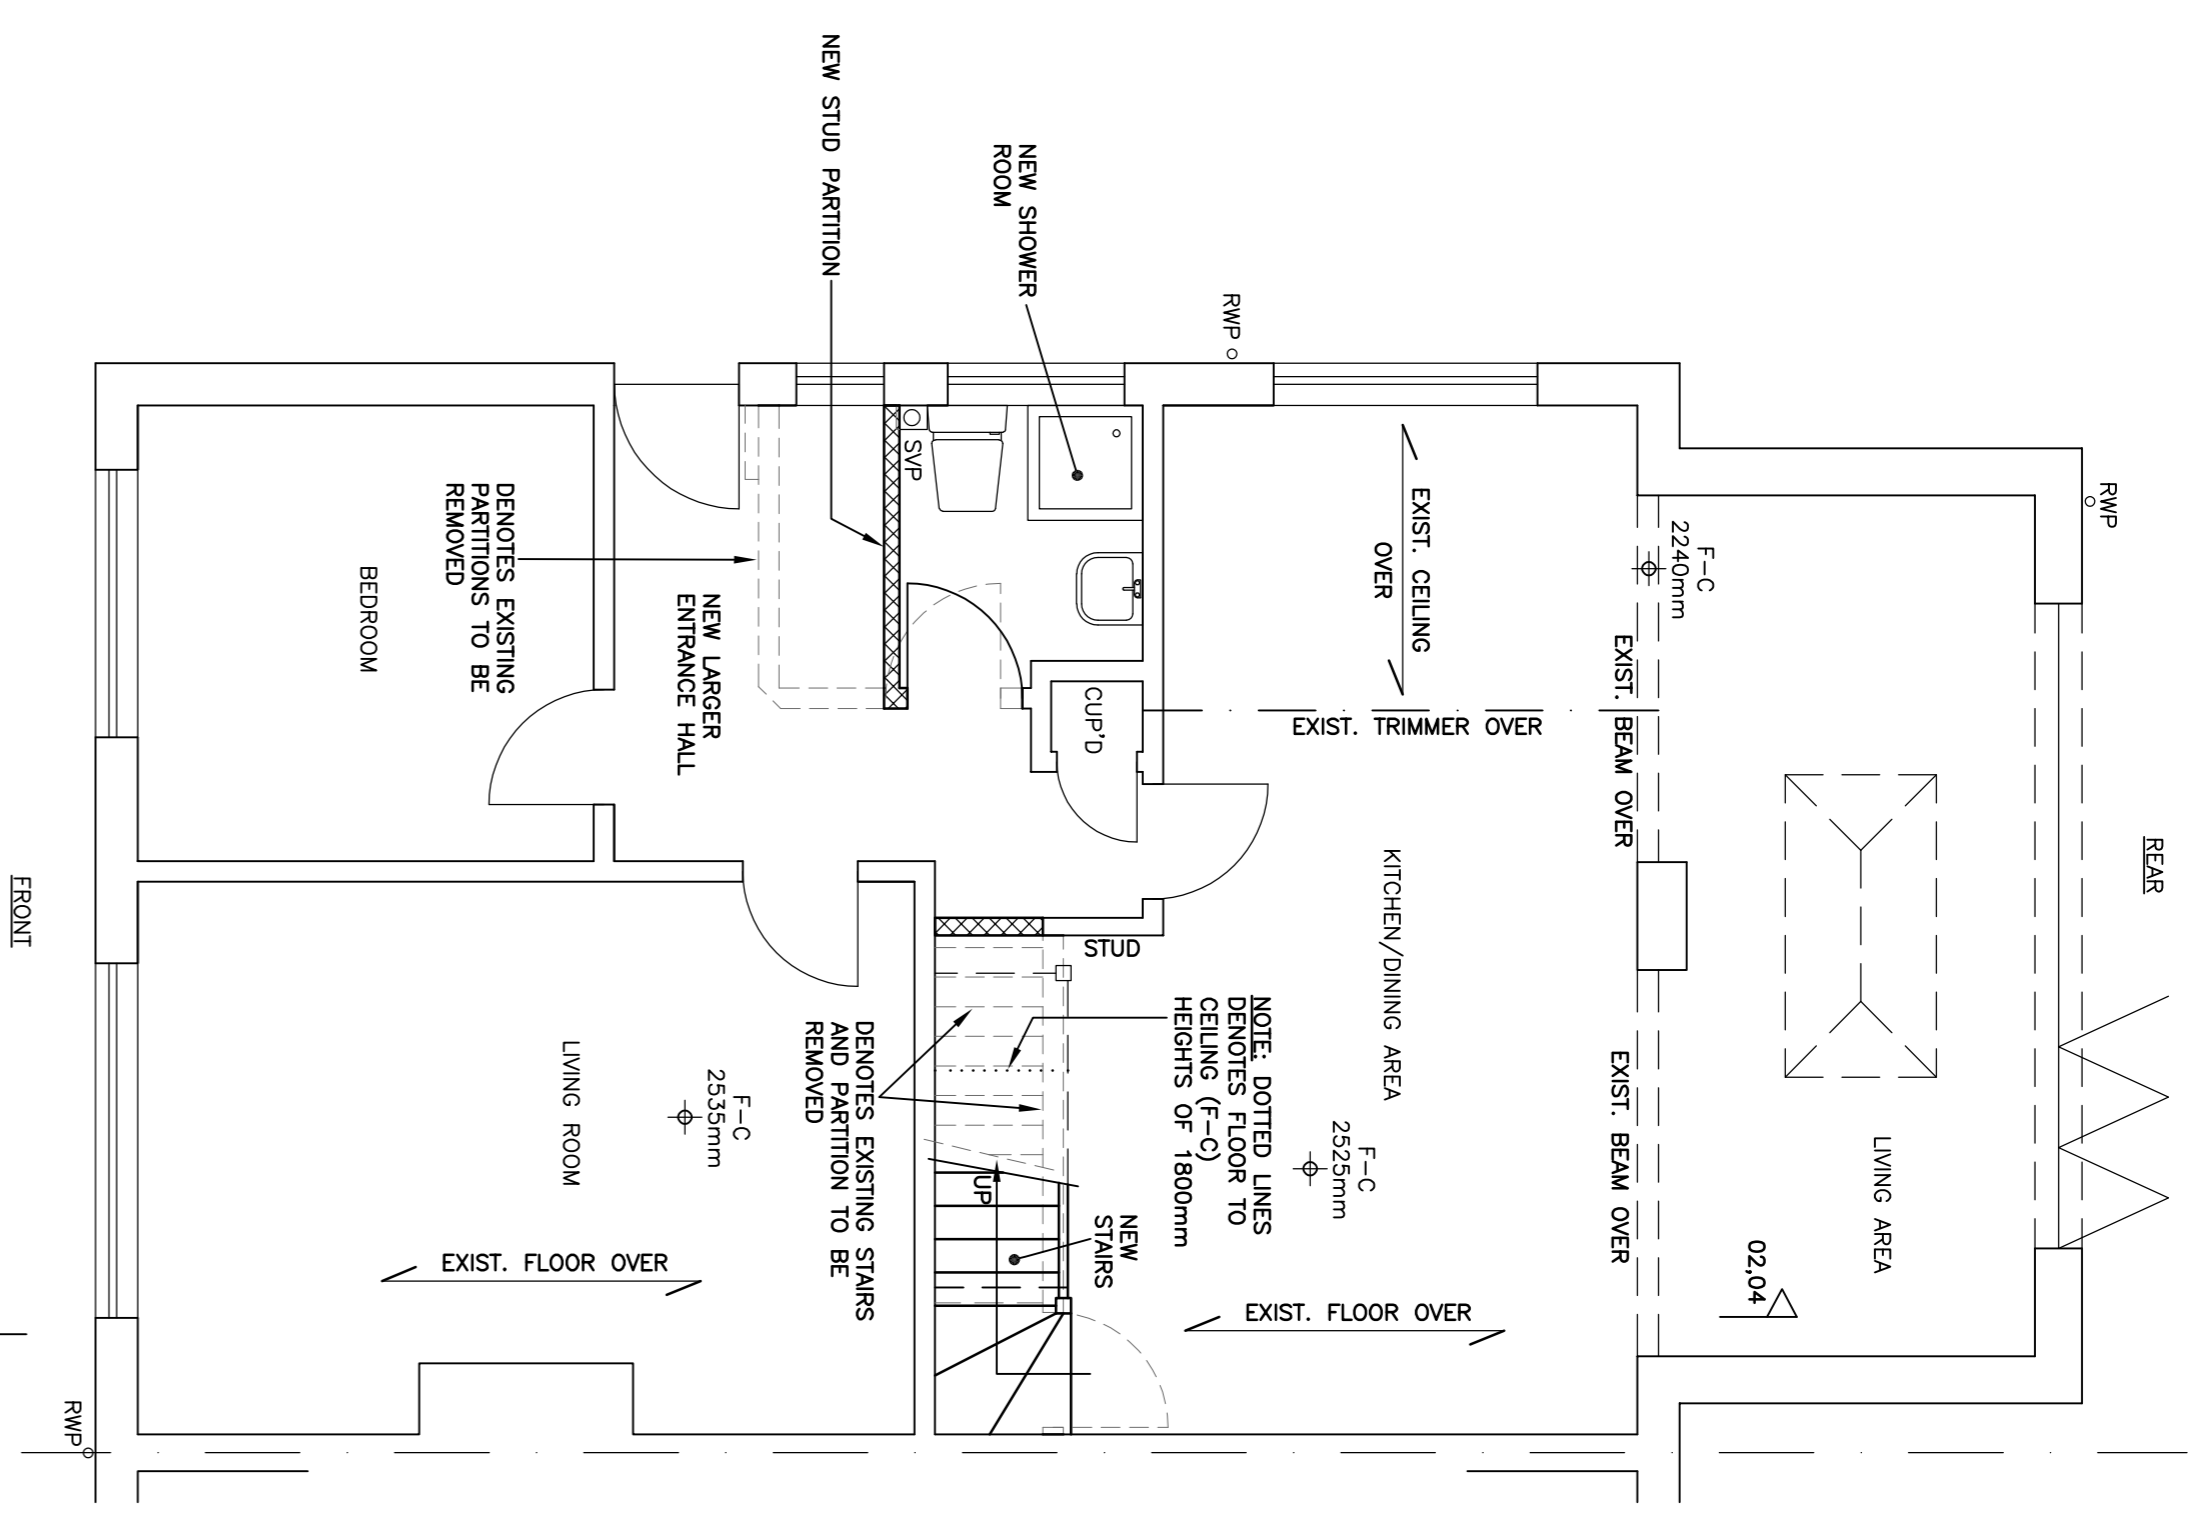 NEW STUD PARTITION
NEW SHOWER
ROOM
RWP
RWP
SVP
F-C
2240mm
EXIST. CEILING
OVER
DENOTES EXISTING
PARTITIONS TO BE
REMOVED
BEDROOM
NEW LARGER
ENTRANCE HALL
CUP'D
EXIST. TRIMMER OVER
EXIST. BEAM OVER
REAR
FRONT
KITCHEN/DINING AREA
STUD
NOTE: DOTTED LINES
DENOTES FLOOR TO
CEILING (F-C)
HEIGHTS OF 1800mm
DENOTES EXISTING STAIRS
AND PARTITION TO BE
REMOVED
LIVING ROOM
F-C
2535mm
F-C
2525mm
EXIST. BEAM OVER
LIVING AREA
UP
NEW
STAIRS
02,04
EXIST. FLOOR OVER
EXIST. FLOOR OVER
RWP